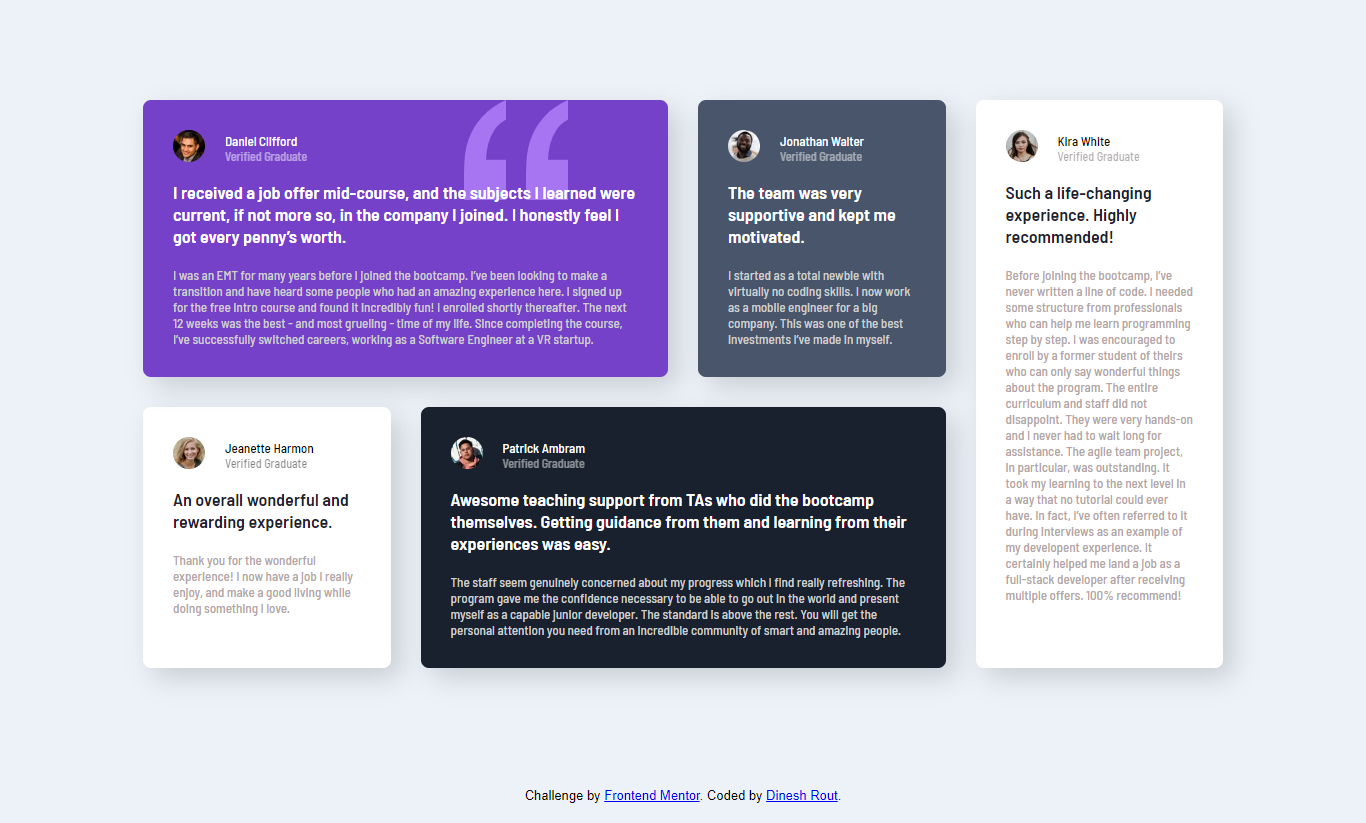 Daniel Clifford
Verified Graduate
I received a job offer mid-course, and the subjects I learned were
current, if not more so, in the company I joined. I honestly feel I
got every penny’s worth.
I was an EMT for many years before I joined the bootcamp. I’ve been looking to make a
transition and have heard some people who had an amazing experience here. I signed up
for the free intro course and found it incredibly fun! I enrolled shortly thereafter. The next
12 weeks was the best - and most grueling - time of my life. Since completing the course,
I’ve successfully switched careers, working as a Software Engineer at a VR startup.
Jonathan Walter
Verified Graduate
The team was very
supportive and kept me
motivated.
I started as a total newbie with
virtually no coding skills. I now work
as a mobile engineer for a big
company. This was one of the best
investments I’ve made in myself.
Kira White
Verified Graduate
Such a life-changing
experience. Highly
recommended!
Before joining the bootcamp, I’ve
never written a line of code. I needed
some structure from professionals
who can help me learn programming
step by step. I was encouraged to
enroll by a former student of theirs
who can only say wonderful things
about the program. The entire
curriculum and staff did not
disappoint. They were very hands-on
and I never had to wait long for
assistance. The agile team project,
in particular, was outstanding. It
took my learning to the next level in
a way that no tutorial could ever
have. In fact, I’ve often referred to it
during interviews as an example of
my developent experience. It
certainly helped me land a job as a
full-stack developer after receiving
multiple offers. 100% recommend!
Jeanette Harmon
Verified Graduate
An overall wonderful and
rewarding experience.
Thank you for the wonderful
experience! I now have a job I really
enjoy, and make a good living while
doing something I love.
Patrick Ambram
Verified Graduate
Awesome teaching support from TAs who did the bootcamp
themselves. Getting guidance from them and learning from their
experiences was easy.
The staff seem genuinely concerned about my progress which I find really refreshing. The
program gave me the confidence necessary to be able to go out in the world and present
myself as a capable junior developer. The standard is above the rest. You will get the
personal attention you need from an incredible community of smart and amazing people.
Challenge by Frontend Mentor. Coded by Dinesh Rout.